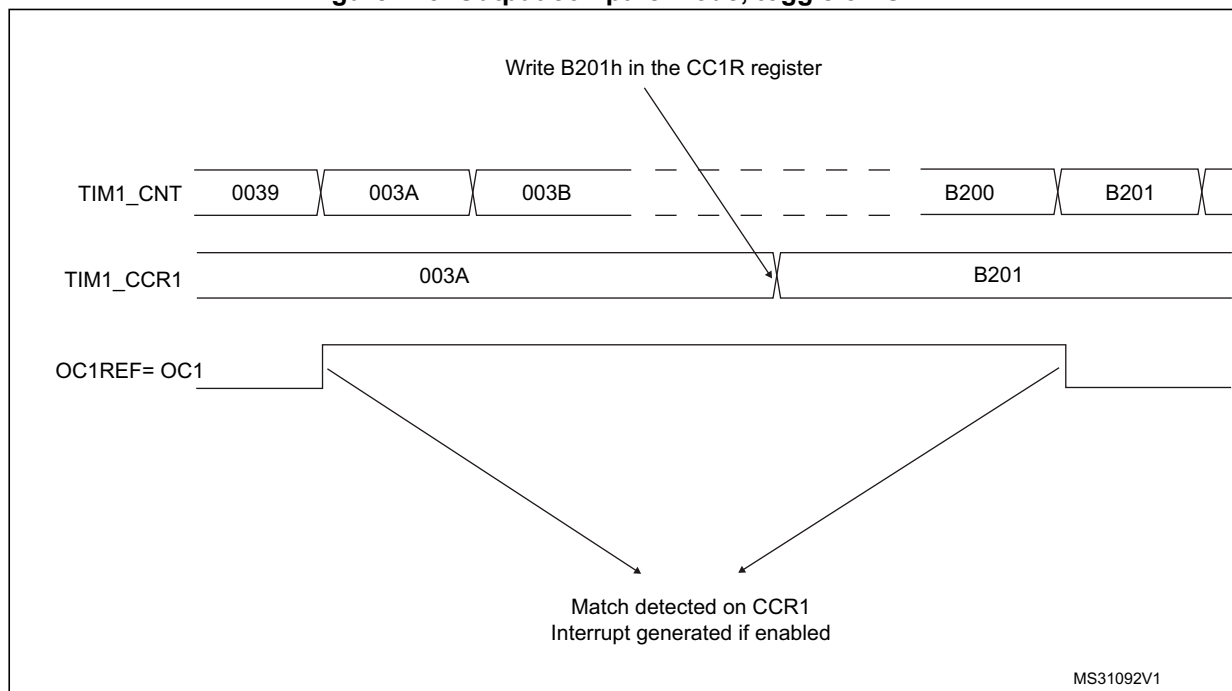 Write B201h in the CC1R register
TIM1_CNT 0039 003A 003B B200 B201
TIM1_CCR1 003A B201
OC1REF= OC1
Match detected on CCR1
Interrupt generated if enabled
MS31092V1